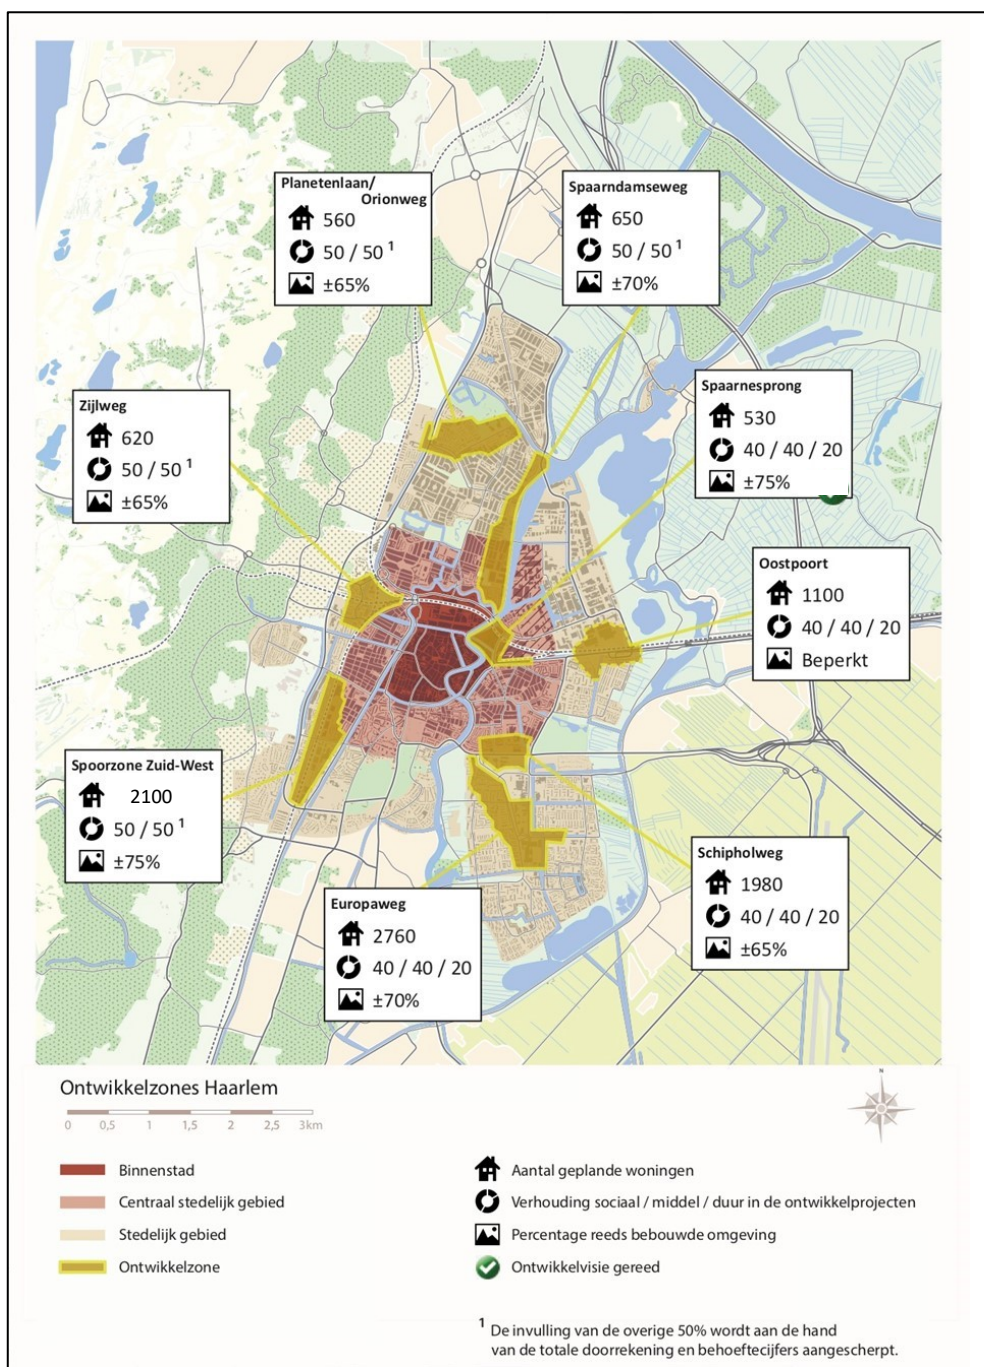 Planetenlaan/
Orionweg
560
50 / 50 ¹
±65%
Spaarndamseweg
650
50 / 50 ¹
±70%
Zijlweg
620
50 / 50 ¹
±65%
Spaarnesprong
530
40 / 40 / 20
±75%
Oostpoort
1100
40 / 40 / 20
Beperkt
Spoorzone Zuid-West
2100
50 / 50 ¹
±75%
Schipholweg
1980
40 / 40 / 20
±65%
Europaweg
2760
40 / 40 / 20
±70%
Ontwikkelzones Haarlem
0 0,5 1 1,5 2 2,5 3km
N
Binnenstad
Centraal stedelijk gebied
Stedelijk gebied
Ontwikkelzone
Aantal geplande woningen
Verhouding sociaal / middel / duur in de ontwikkelprojecten
Percentage reeds bebouwde omgeving
Ontwikkelvisie gereed
¹ De invulling van de overige 50% wordt aan de hand
van de totale doorrekening en behoeftecijfers aangescherpt.